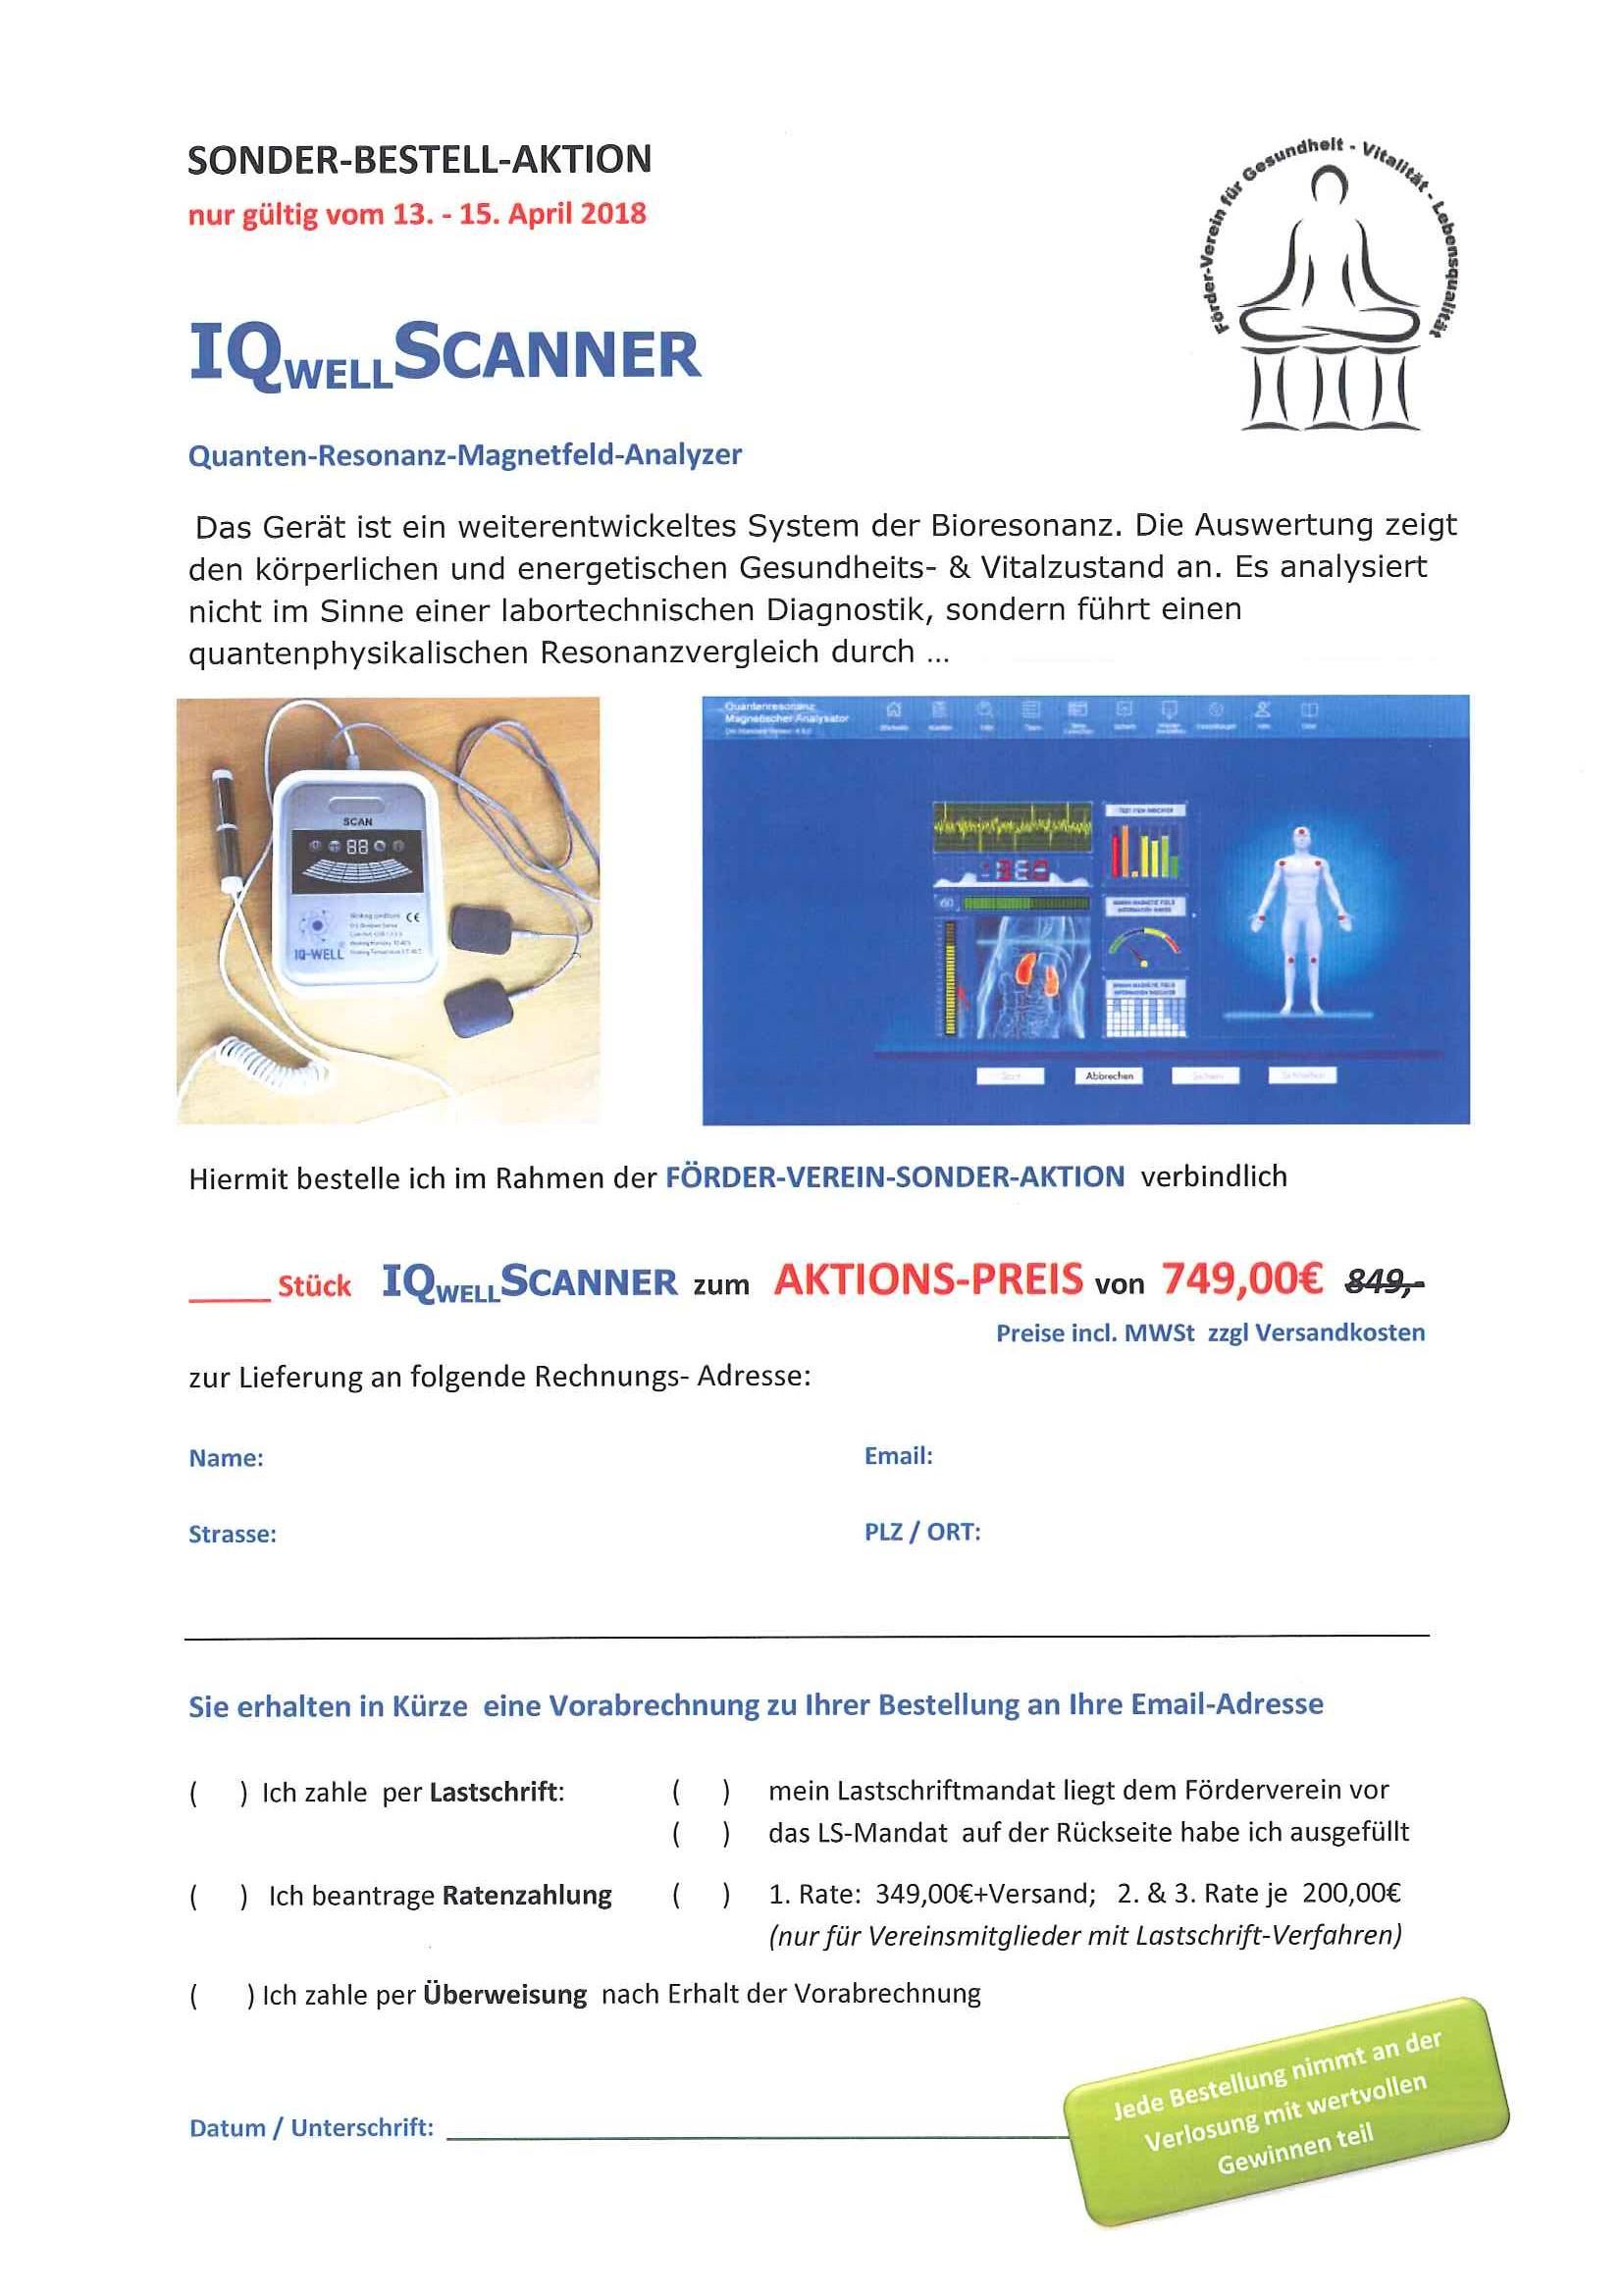 SONDER-BESTELL-AKTION
nur gültig vom 13. - 15. April 2018
Förder-Verein für Gesundheit - Vitalität - Lebensqualität
IQWELLSCANNER
Quanten-Resonanz-Magnetfeld-Analyzer
Das Gerät ist ein weiterentwickeltes System der Bioresonanz. Die Auswertung zeigt
den körperlichen und energetischen Gesundheits- & Vitalzustand an. Es analysiert
nicht im Sinne einer labortechnischen Diagnostik, sondern führt einen
quantenphysikalischen Resonanzvergleich durch ...
SCAN
88
CE
IQ-WELL
Quantenresonanz
Magnetischer Analysator
60
Abbrechen
Hiermit bestelle ich im Rahmen der FÖRDER-VEREIN-SONDER-AKTION verbindlich
_____ Stück IQWELLSCANNER zum AKTIONS-PREIS von 749,00€ 849,-
Preise incl. MWSt zzgl Versandkosten
zur Lieferung an folgende Rechnungs- Adresse:
Name: Email:
Strasse: PLZ / ORT:
Sie erhalten in Kürze eine Vorabrechnung zu Ihrer Bestellung an Ihre Email-Adresse
( ) Ich zahle per Lastschrift: ( ) mein Lastschriftmandat liegt dem Förderverein vor
( ) das LS-Mandat auf der Rückseite habe ich ausgefüllt
( ) Ich beantrage Ratenzahlung ( ) 1. Rate: 349,00€+Versand; 2. & 3. Rate je 200,00€
(nur für Vereinsmitglieder mit Lastschrift-Verfahren)
( ) Ich zahle per Überweisung nach Erhalt der Vorabrechnung
Datum / Unterschrift: ____________________
Jede Bestellung nimmt an der
Verlosung mit wertvollen
Gewinnen teil